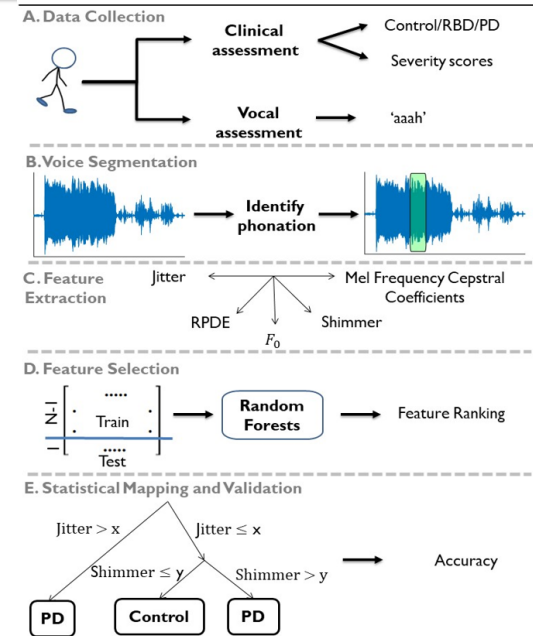 A. Data Collection
Clinical assessment
Control/RBD/PD
Severity scores
Vocal assessment
‘aaah’
B. Voice Segmentation
Identify phonation
C. Feature Extraction
Jitter
Mel Frequency Cepstral Coefficients
RPDE
F₀
Shimmer
D. Feature Selection
N-1
Train
1
Test
Random Forests
Feature Ranking
E. Statistical Mapping and Validation
Jitter > x
Jitter ≤ x
Shimmer ≤ y
Shimmer > y
Accuracy
PD
Control
PD